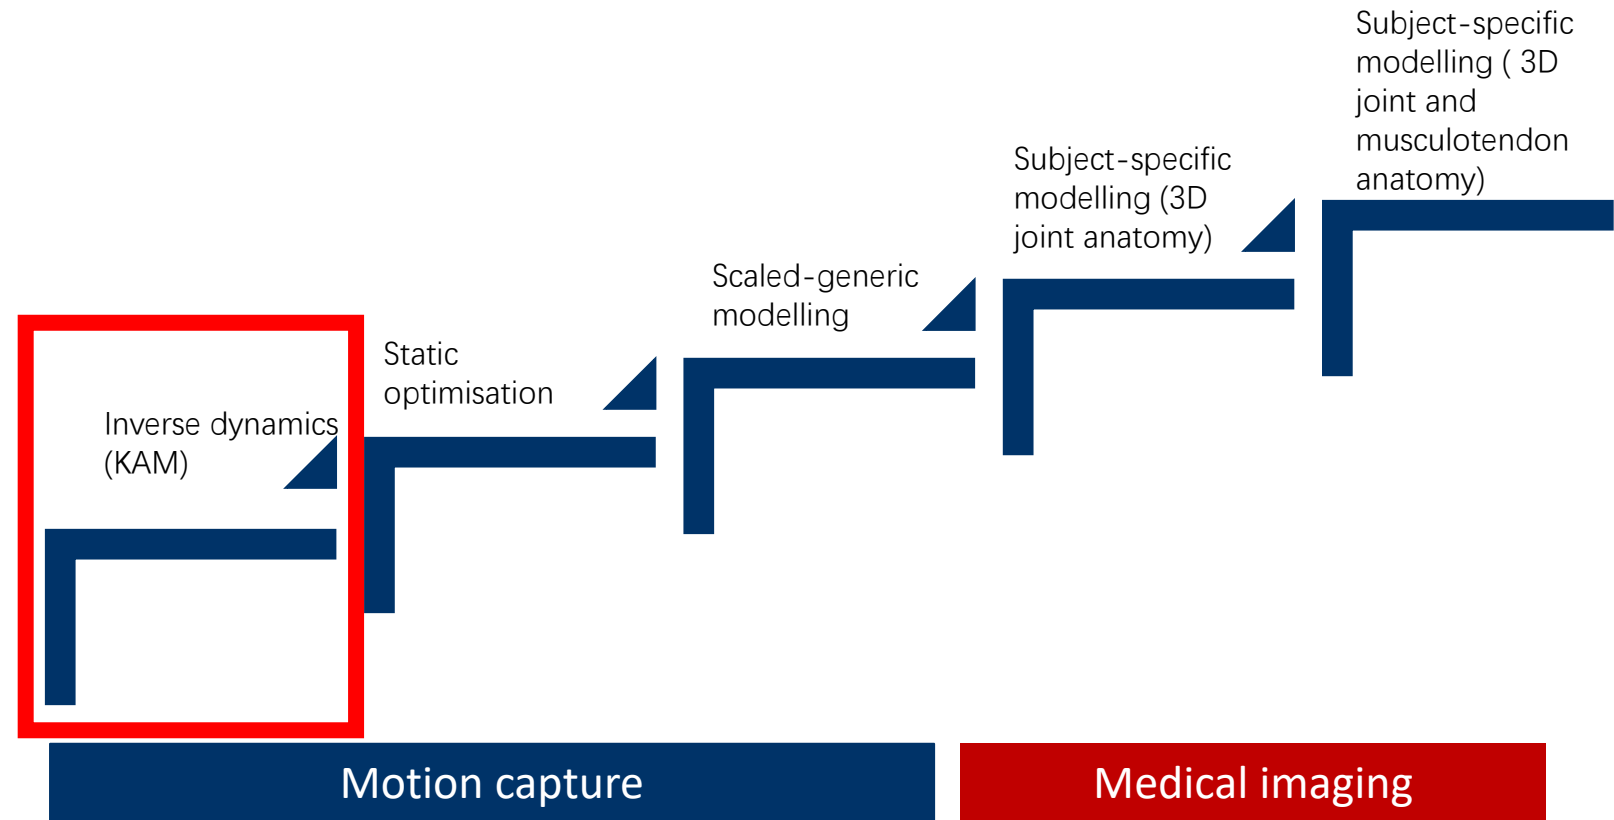 Inverse dynamics
(KAM)
Static
optimisation
Scaled-generic
modelling
Subject-specific
modelling (3D
joint anatomy)
Subject-specific
modelling ( 3D
joint and
musculotendon
anatomy)
Motion capture
Medical imaging